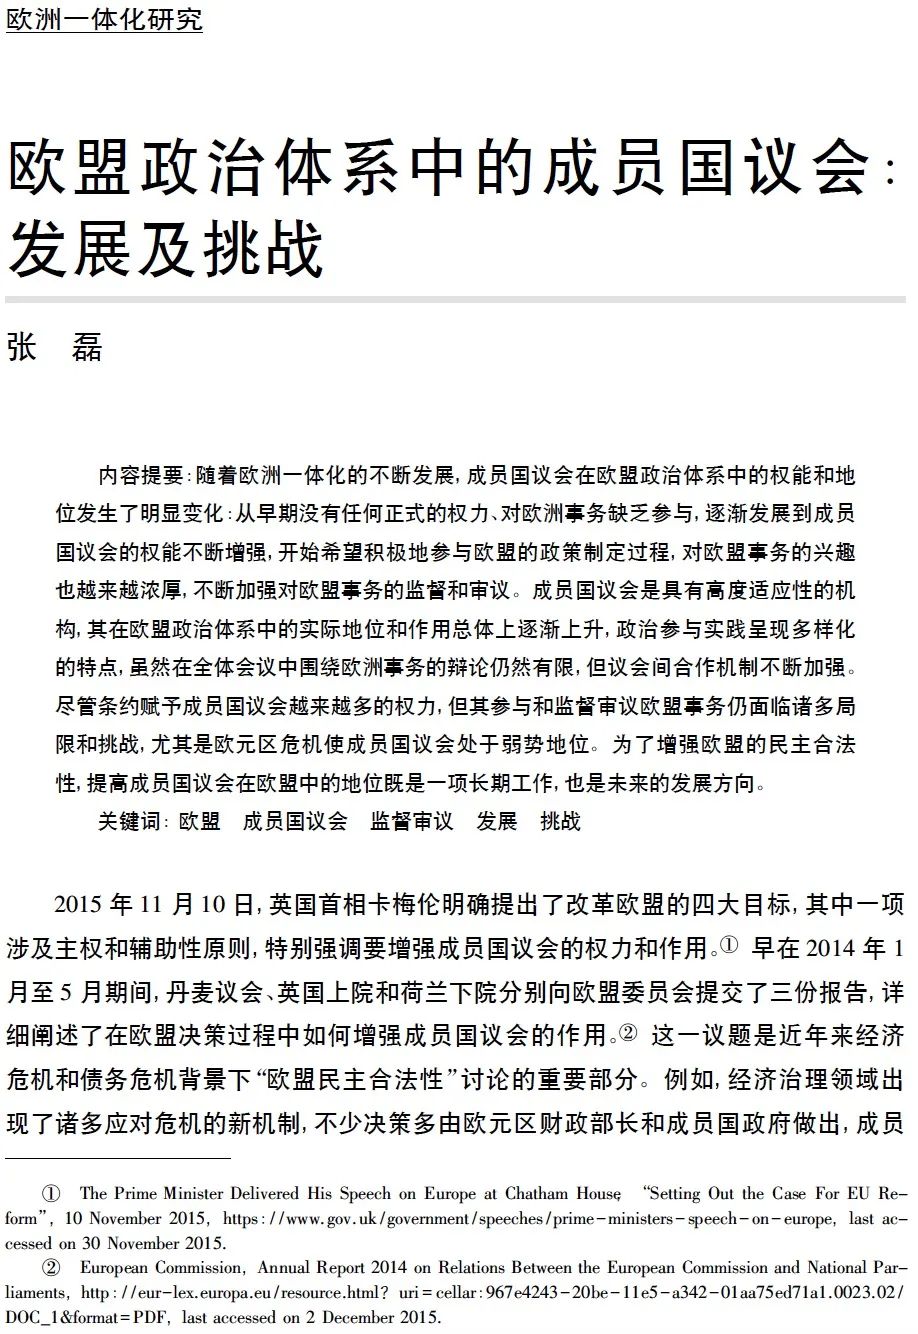 欧洲一体化研究
欧盟政治体系中的成员国议会:
发展及挑战
张 磊
内容提要:随着欧洲一体化的不断发展,成员国议会在欧盟政治体系中的权能和地
位发生了明显变化:从早期没有任何正式的权力、对欧洲事务缺乏参与,逐渐发展到成员
国议会的权能不断增强,开始希望积极地参与欧盟的政策制定过程,对欧盟事务的兴趣
也越来越浓厚,不断加强对欧盟事务的监督和审议。成员国议会是具有高度适应性的机
构,其在欧盟政治体系中的实际地位和作用总体上逐渐上升,政治参与实践呈现多样化
的特点,虽然在全体会议中围绕欧洲事务的辩论仍然有限,但议会间合作机制不断加强。
尽管条约赋予成员国议会越来越多的权力,但其参与和监督审议欧盟事务仍面临诸多局
限和挑战,尤其是欧元区危机使成员国议会处于弱势地位。为了增强欧盟的民主合法
性,提高成员国议会在欧盟中的地位既是一项长期工作,也是未来的发展方向。
关键词:欧盟 成员国议会 监督审议 发展 挑战
2015 年 11 月 10 日,英国首相卡梅伦明确提出了改革欧盟的四大目标,其中一项
涉及主权和辅助性原则,特别强调要增强成员国议会的权力和作用。① 早在 2014 年 1
月至 5 月期间,丹麦议会、英国上院和荷兰下院分别向欧盟委员会提交了三份报告,详
细阐述了在欧盟决策过程中如何增强成员国议会的作用。② 这一议题是近年来经济
危机和债务危机背景下“欧盟民主合法性”讨论的重要部分。例如,经济治理领域出
现了诸多应对危机的新机制,不少决策多由欧元区财政部长和成员国政府做出,成员
① The Prime Minister Delivered His Speech on Europe at Chatham House, “Setting Out the Case For EU Re-
form”, 10 November 2015, https://www.gov.uk/government/speeches/prime-ministers-speech-on-europe, last ac-
cessed on 30 November 2015.
② European Commission, Annual Report 2014 on Relations Between the European Commission and National Par-
liaments, http://eur-lex.europa.eu/resource.html? uri=cellar:967e4243-20be-11e5-a342-01aa75ed71a1.0023.02/
DOC_1&format=PDF, last accessed on 2 December 2015.